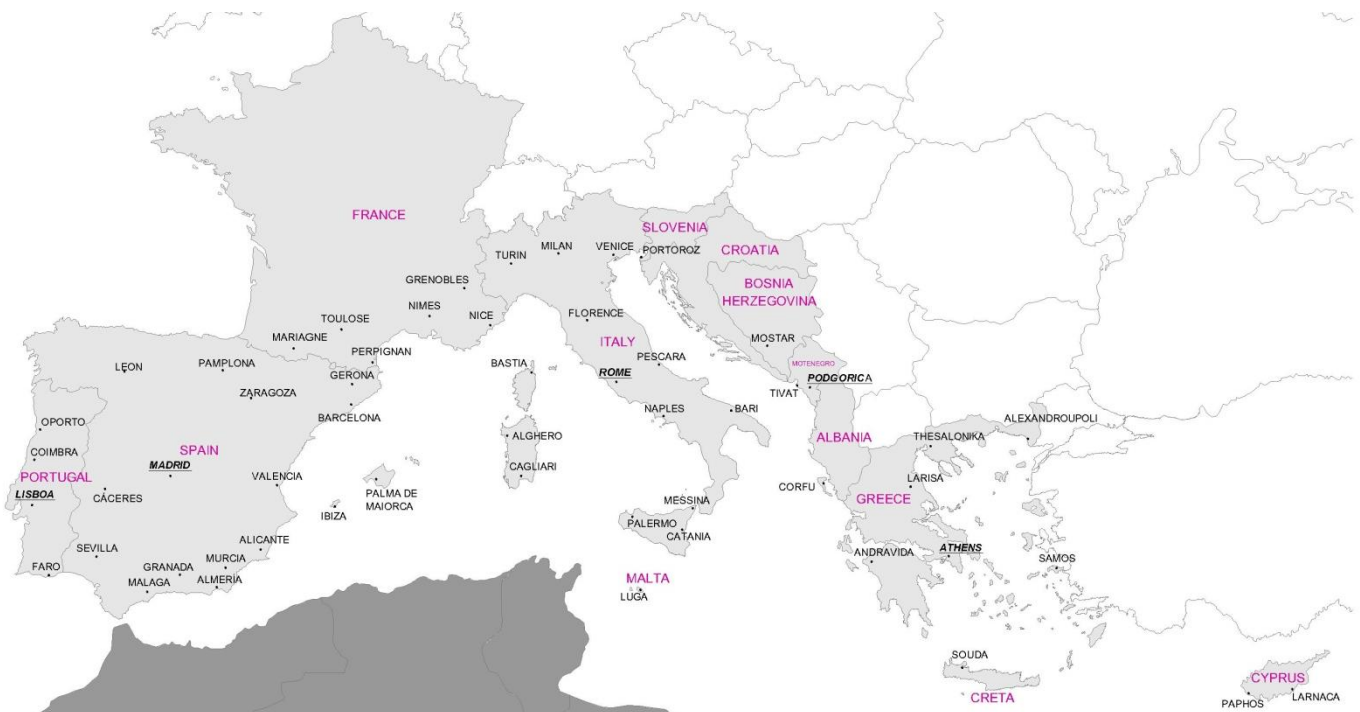 FRANCE
SLOVENIA
CROATIA
MILAN
VENICE
PORTOROZ
TURIN
BOSNIA
HERZEGOVINA
GRENOBLES
NIMES
NICE
FLORENCE
TOULOSE
MARIAGNE
ITALY
MOSTAR
PERPIGNAN
PESCARA
LEON
PAMPLONA
BASTIA
MOTENEGRO
GERONA
ROME
PODGORICA
ZARAGOZA
TIVAT
BARCELONA
NAPLES
BARI
ALEXANDROUPOLI
OPORTO
ALGHERO
ALBANIA
THESALONIKA
COIMBRA
SPAIN
MADRID
CAGLIARI
PORTUGAL
VALENCIA
LISBOA
CÁCERES
PALMA DE
MAIORCA
CORFU
LARISA
GREECE
IBIZA
MESSINA
PALERMO
CATANIA
ALICANTE
SEVILLA
MURCIA
ANDRAVIDA
ATHENS
SAMOS
FARO
GRANADA
MALAGA
ALMERIA
MALTA
LUGA
SOUDA
CRETA
CYPRUS
PAPHOS
LARNACA